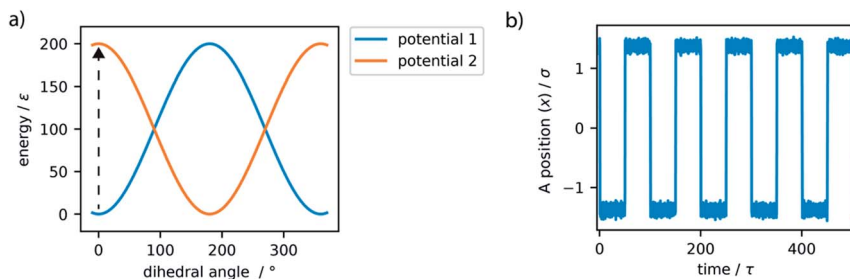 a)
potential 1
potential 2
200
150
100
50
0
energy / ε
0
100
200
300
dihedral angle / °
b)
1
0
−1
A position (x) / σ
0
200
400
time / τ